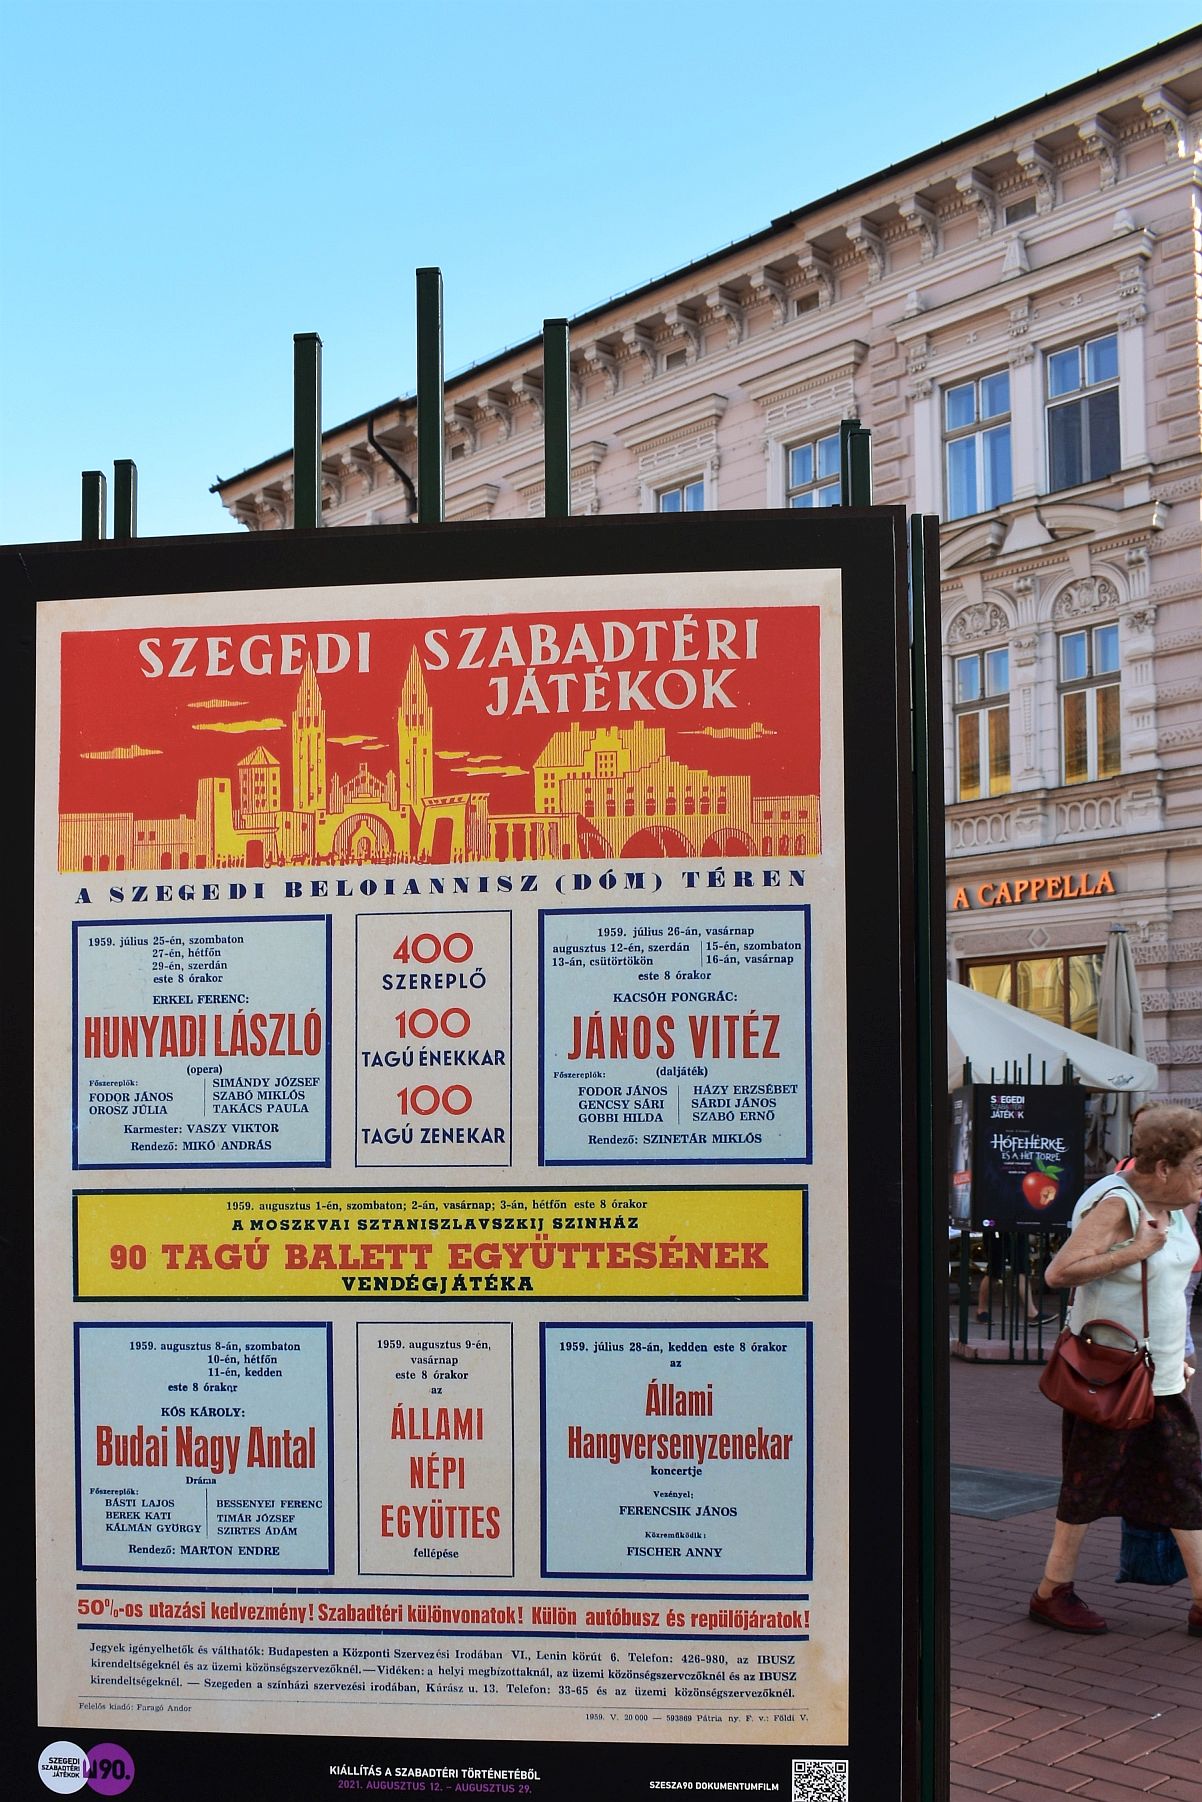 SZEGEDI SZABADTÉRI
JÁTÉKOK
A SZEGEDI BELOIANNISZ (DÓM) TÉREN
1959. július 25-én, szombaton
27-én, hétfőn
29-én, szerdán
este 8 órakor
ERKEL FERENC:
HUNYADI LÁSZLÓ
(opera)
Főszereplők:
FODOR JÁNOS
OROSZ JÚLIA
SIMÁNDY JÓZSEF
SZABÓ MIKLÓS
TAKÁCS PAULA
Karmester: VASZY VIKTOR
Rendező: MIKÓ ANDRÁS
400
SZEREPLŐ
100
TAGÚ ÉNEKKAR
100
TAGÚ ZENEKAR
1959. július 26-án, vasárnap
augusztus 12-én, szerdán 15-én, szombaton
13-án, csütörtökön 16-án, vasárnap
este 8 órakor
KACSÓH PONGRÁC:
JÁNOS VITÉZ
(daljáték)
Főszereplők:
FODOR JÁNOS
GENCSY SÁRI
GOBBI HILDA
HÁZY ERZSÉBET
SÁRDI JÁNOS
SZABÓ ERNŐ
Rendező: SZINETÁR MIKLÓS
1959. augusztus 1-én, szombaton; 2-án, vasárnap; 3-án, hétfőn este 8 órakor
A MOSZKVAI SZTANISZLAVSZKIJ SZINHÁZ
90 TAGÚ BALETT EGYÜTTESÉNEK
VENDÉGJÁTÉKA
1959. augusztus 8-án, szombaton
10-én, hétfőn
11-én, kedden
este 8 órakor
KÓS KÁROLY:
Budai Nagy Antal
Dráma
Főszereplők:
BÁSTI LAJOS
BEREK KATI
KÁLMÁN GYÖRGY
BESSENYEI FERENC
TIMÁR JÓZSEF
SZIRTES ÁDÁM
Rendező: MARTON ENDRE
1959. augusztus 9-én,
vasárnap
este 8 órakor
az
ÁLLAMI
NÉPI
EGYÜTTES
fellépése
1959. július 28-án, kedden este 8 órakor
az
Állami
Hangversenyzenekar
koncertje
Vezényel:
FERENCSIK JÁNOS
Közreműködik:
FISCHER ANNY
50%-os utazási kedvezmény! Szabadtéri különvonatok! Külön autóbusz és repülőjáratok!
Jegyek igényelhetők és válthatók: Budapesten a Központi Szervezési Irodában VI., Lenin körút 6. Telefon: 426-980, az IBUSZ
kirendeltségeknél és az üzemi közönségszervezőknél. — Vidéken: a helyi megbízottaknál, az üzemi közönségszervezőknél és az IBUSZ
kirendeltségeknél. — Szegeden a színházi szervezési irodában, Kárász u. 13. Telefon: 33-65 és az üzemi közönségszervezőknél.
Felelős kiadó: Faragó Andor
1959. V. 20 000 — 593869 Pátria ny. F. v.: Földi V.
SZEGEDI
SZABADTÉRI
JÁTÉKOK
90.
KIÁLLÍTÁS A SZABADTÉRI TÖRTÉNETÉBŐL
2021. AUGUSZTUS 12. – AUGUSZTUS 29.
SZESZA90 DOKUMENTUMFILM
A CAPPELLA
SZEGEDI
SZABADTÉRI
JÁTÉKOK
HÓFEHÉRKE
ÉS A HÉT TÖRPE